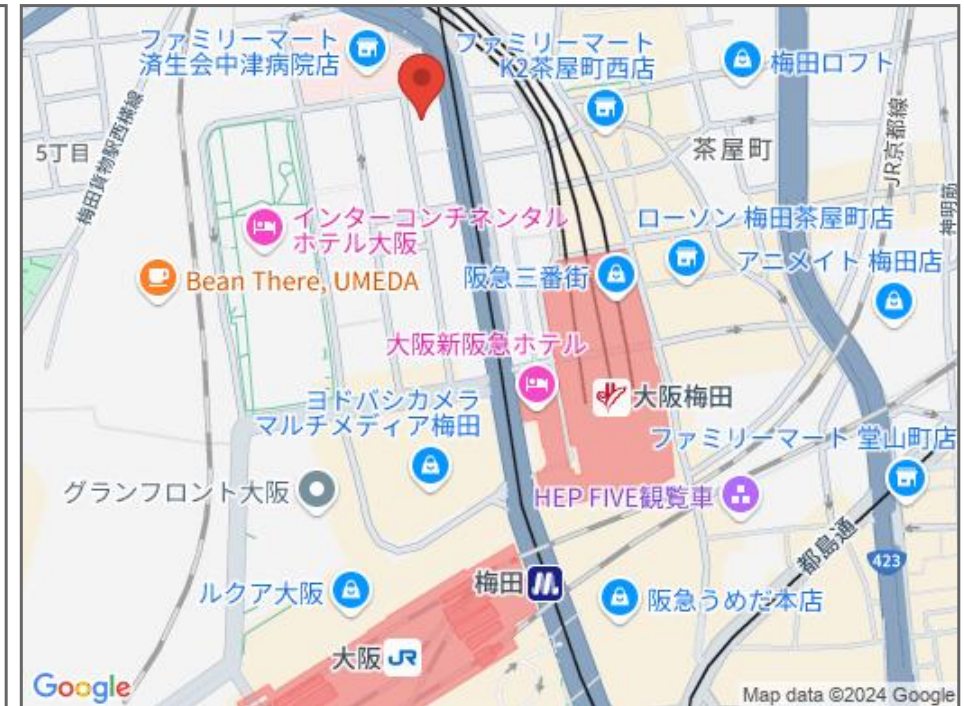 ファミリーマート
済生会中津病院店
ファミリーマート
K2茶屋町西店
梅田ロフト
茶屋町
5丁目
梅田貨物駅西横線
JR京都線
神明筋
インターコンチネンタル
ホテル大阪
ローソン 梅田茶屋町店
Bean There, UMEDA
阪急三番街
アニメイト 梅田店
大阪新阪急ホテル
ヨドバシカメラ
マルチメディア梅田
大阪梅田
ファミリーマート 堂山町店
グランフロント大阪
HEP FIVE観覧車
都島通
423
梅田
ルクア大阪
阪急うめだ本店
大阪 JR
Google
Map data ©2024 Google